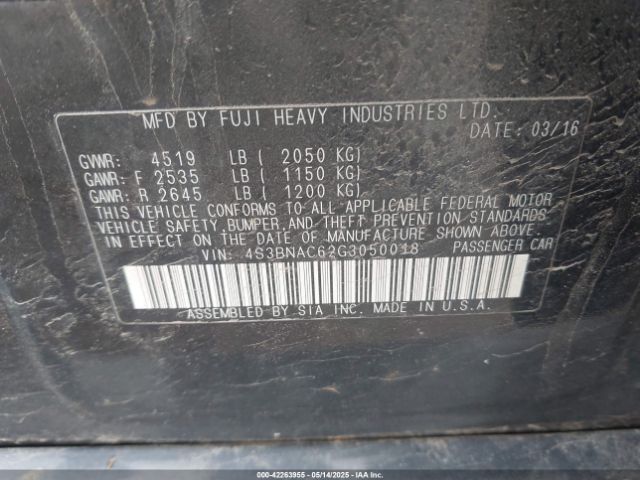 MFD BY FUJI HEAVY INDUSTRIES LTD.
DATE: 03/16
GVWR: 4519 LB ( 2050 KG)
GAWR: F 2535 LB ( 1150 KG)
GAWR: R 2645 LB ( 1200 KG)
THIS VEHICLE CONFORMS TO ALL APPLICABLE FEDERAL MOTOR
VEHICLE SAFETY, BUMPER, AND THEFT PREVENTION STANDARDS
IN EFFECT ON THE DATE OF MANUFACTURE SHOWN ABOVE.
VIN: 4S3BNAC62G3050018 PASSENGER CAR
ASSEMBLED BY SIA INC. MADE IN U.S.A.
© IAAI - 42263955 - 05/14/2025 - IAAI.COM